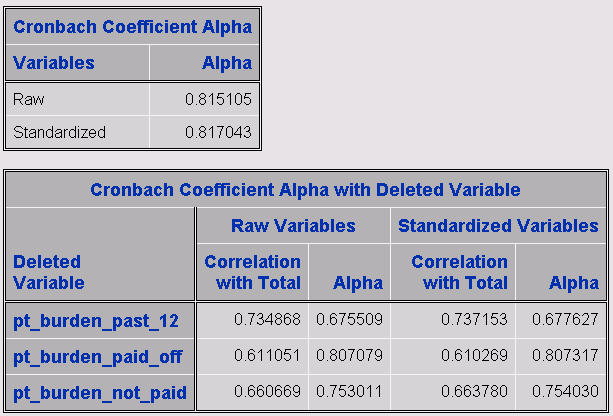 Cronbach Coefficient Alpha
Variables Alpha
Raw 0.815105
Standardized 0.817043
Cronbach Coefficient Alpha with Deleted Variable
Raw Variables Standardized Variables
Deleted Variable Correlation with Total Alpha Correlation with Total Alpha
pt_burden_past_12 0.734868 0.675509 0.737153 0.677627
pt_burden_paid_off 0.611051 0.807079 0.610269 0.807317
pt_burden_not_paid 0.660669 0.753011 0.663780 0.754030